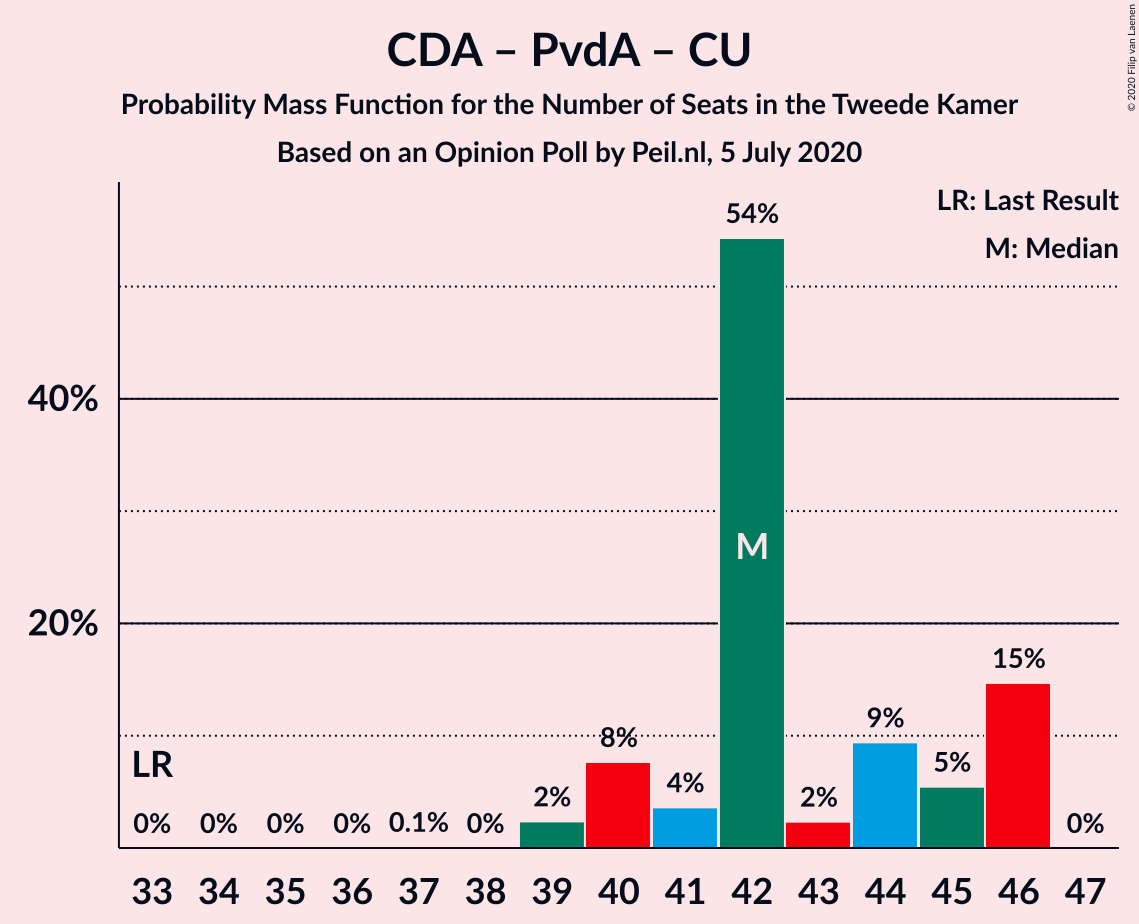 CDA – PvdA – CU
Probability Mass Function for the Number of Seats in the Tweede Kamer
Based on an Opinion Poll by Peil.nl, 5 July 2020
© 2020 Filip van Laenen
LR: Last Result
M: Median
54%
40%
M
20%
15%
9%
8%
5%
LR
4%
2%
2%
0% 0% 0% 0% 0.1% 0% 0%
33 34 35 36 37 38 39 40 41 42 43 44 45 46 47